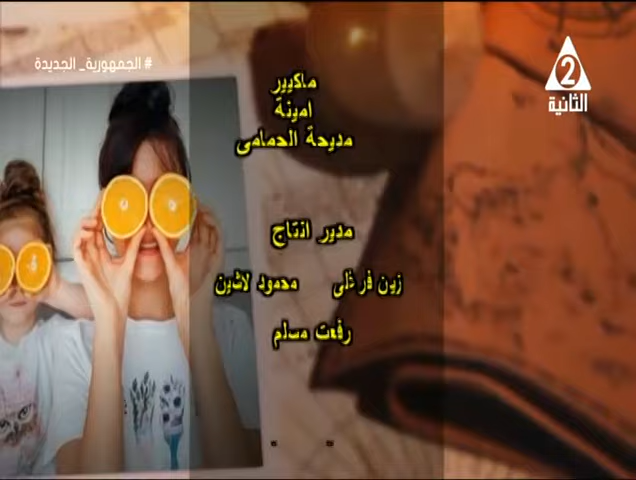 #الجمهورية_الجديدة
2
الثانية
ماكيير
امينة
مديحة الحمامى
مدير انتاج
زين فرغلى محمود لاشين
رفعت مسلم